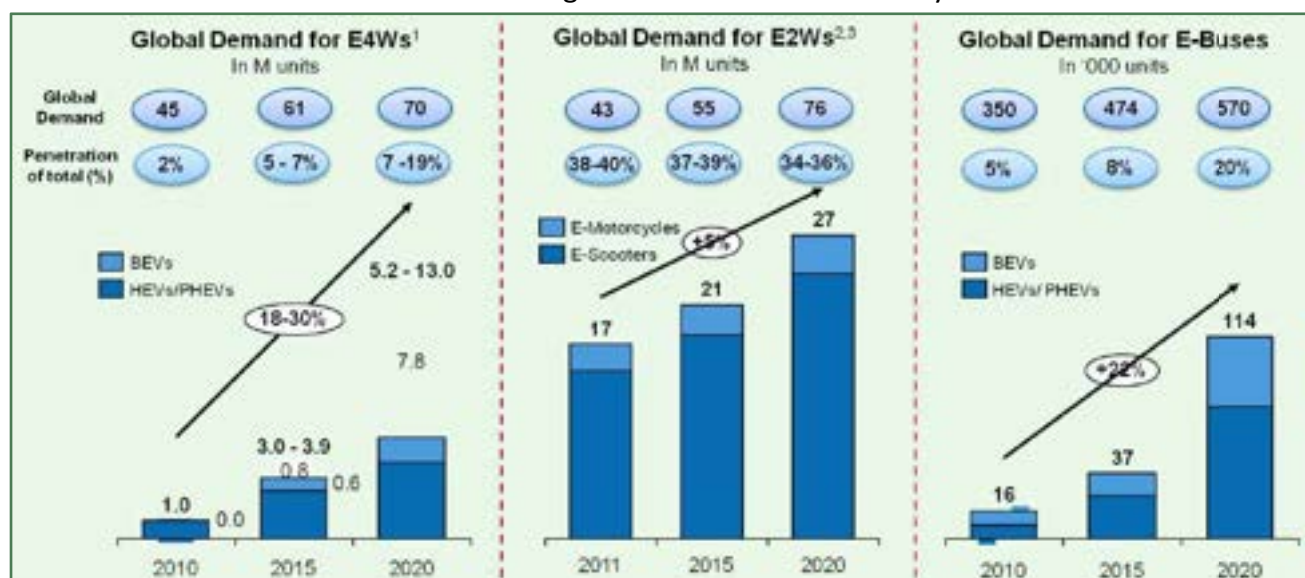 Global Demand for E4Ws¹
In M units
Global Demand
45 61 70
Penetration of total (%)
2% 5 - 7% 7 -19%
BEVs
HEVs/PHEVs
18-30%
5.2 - 13.0
7.8
3.0 - 3.9
0.8
0.6
1.0
0.0
2010 2015 2020
Global Demand for E2Ws²,³
In M units
43 55 76
38-40% 37-39% 34-36%
E-Motorcycles
E-Scooters
+5%
17 21 27
2011 2015 2020
Global Demand for E-Buses
In '000 units
350 474 570
5% 8% 20%
BEVs
HEVs/ PHEVs
+22%
16 37 114
2010 2015 2020